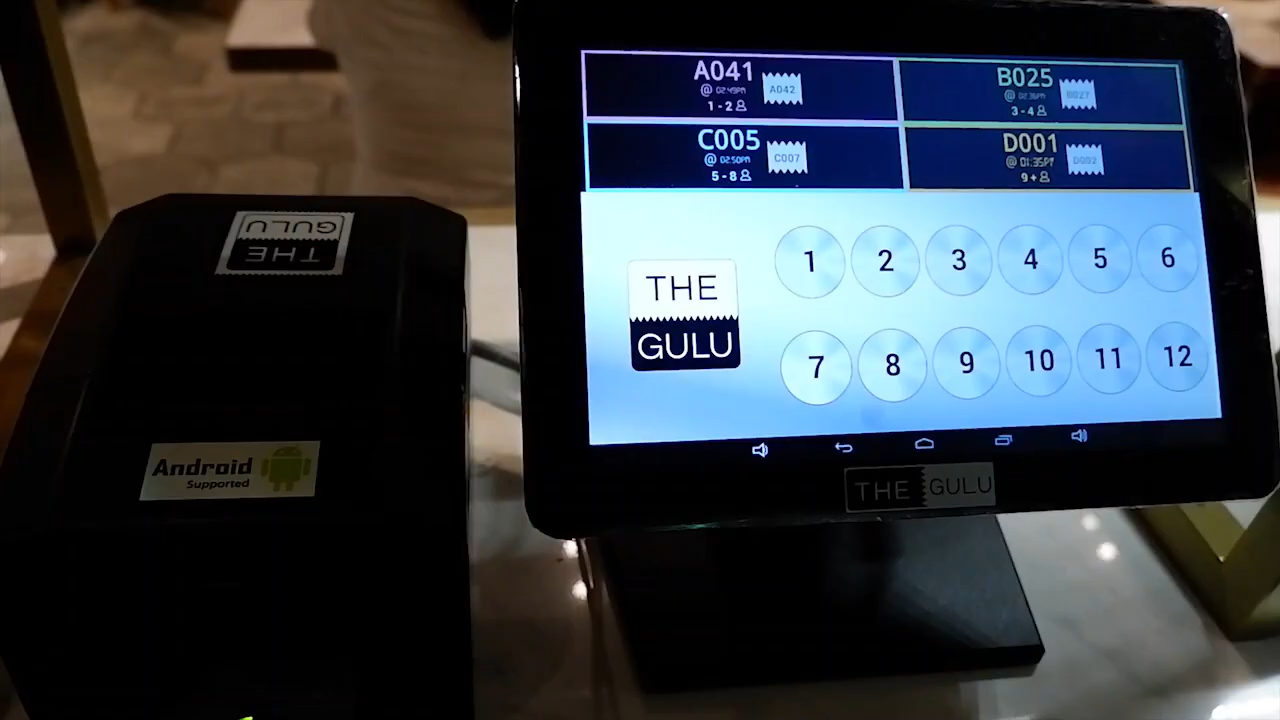 A041
@ 02:49PM
1-2
A042
B025
@ 02:36PM
3-4
B027
C005
@ 02:50PM
5-8
C007
D001
@ 01:35PM
9+
D002
THE
GULU
1 2 3 4 5 6
7 8 9 10 11 12
THE GULU
THE
GULU
Android
Supported